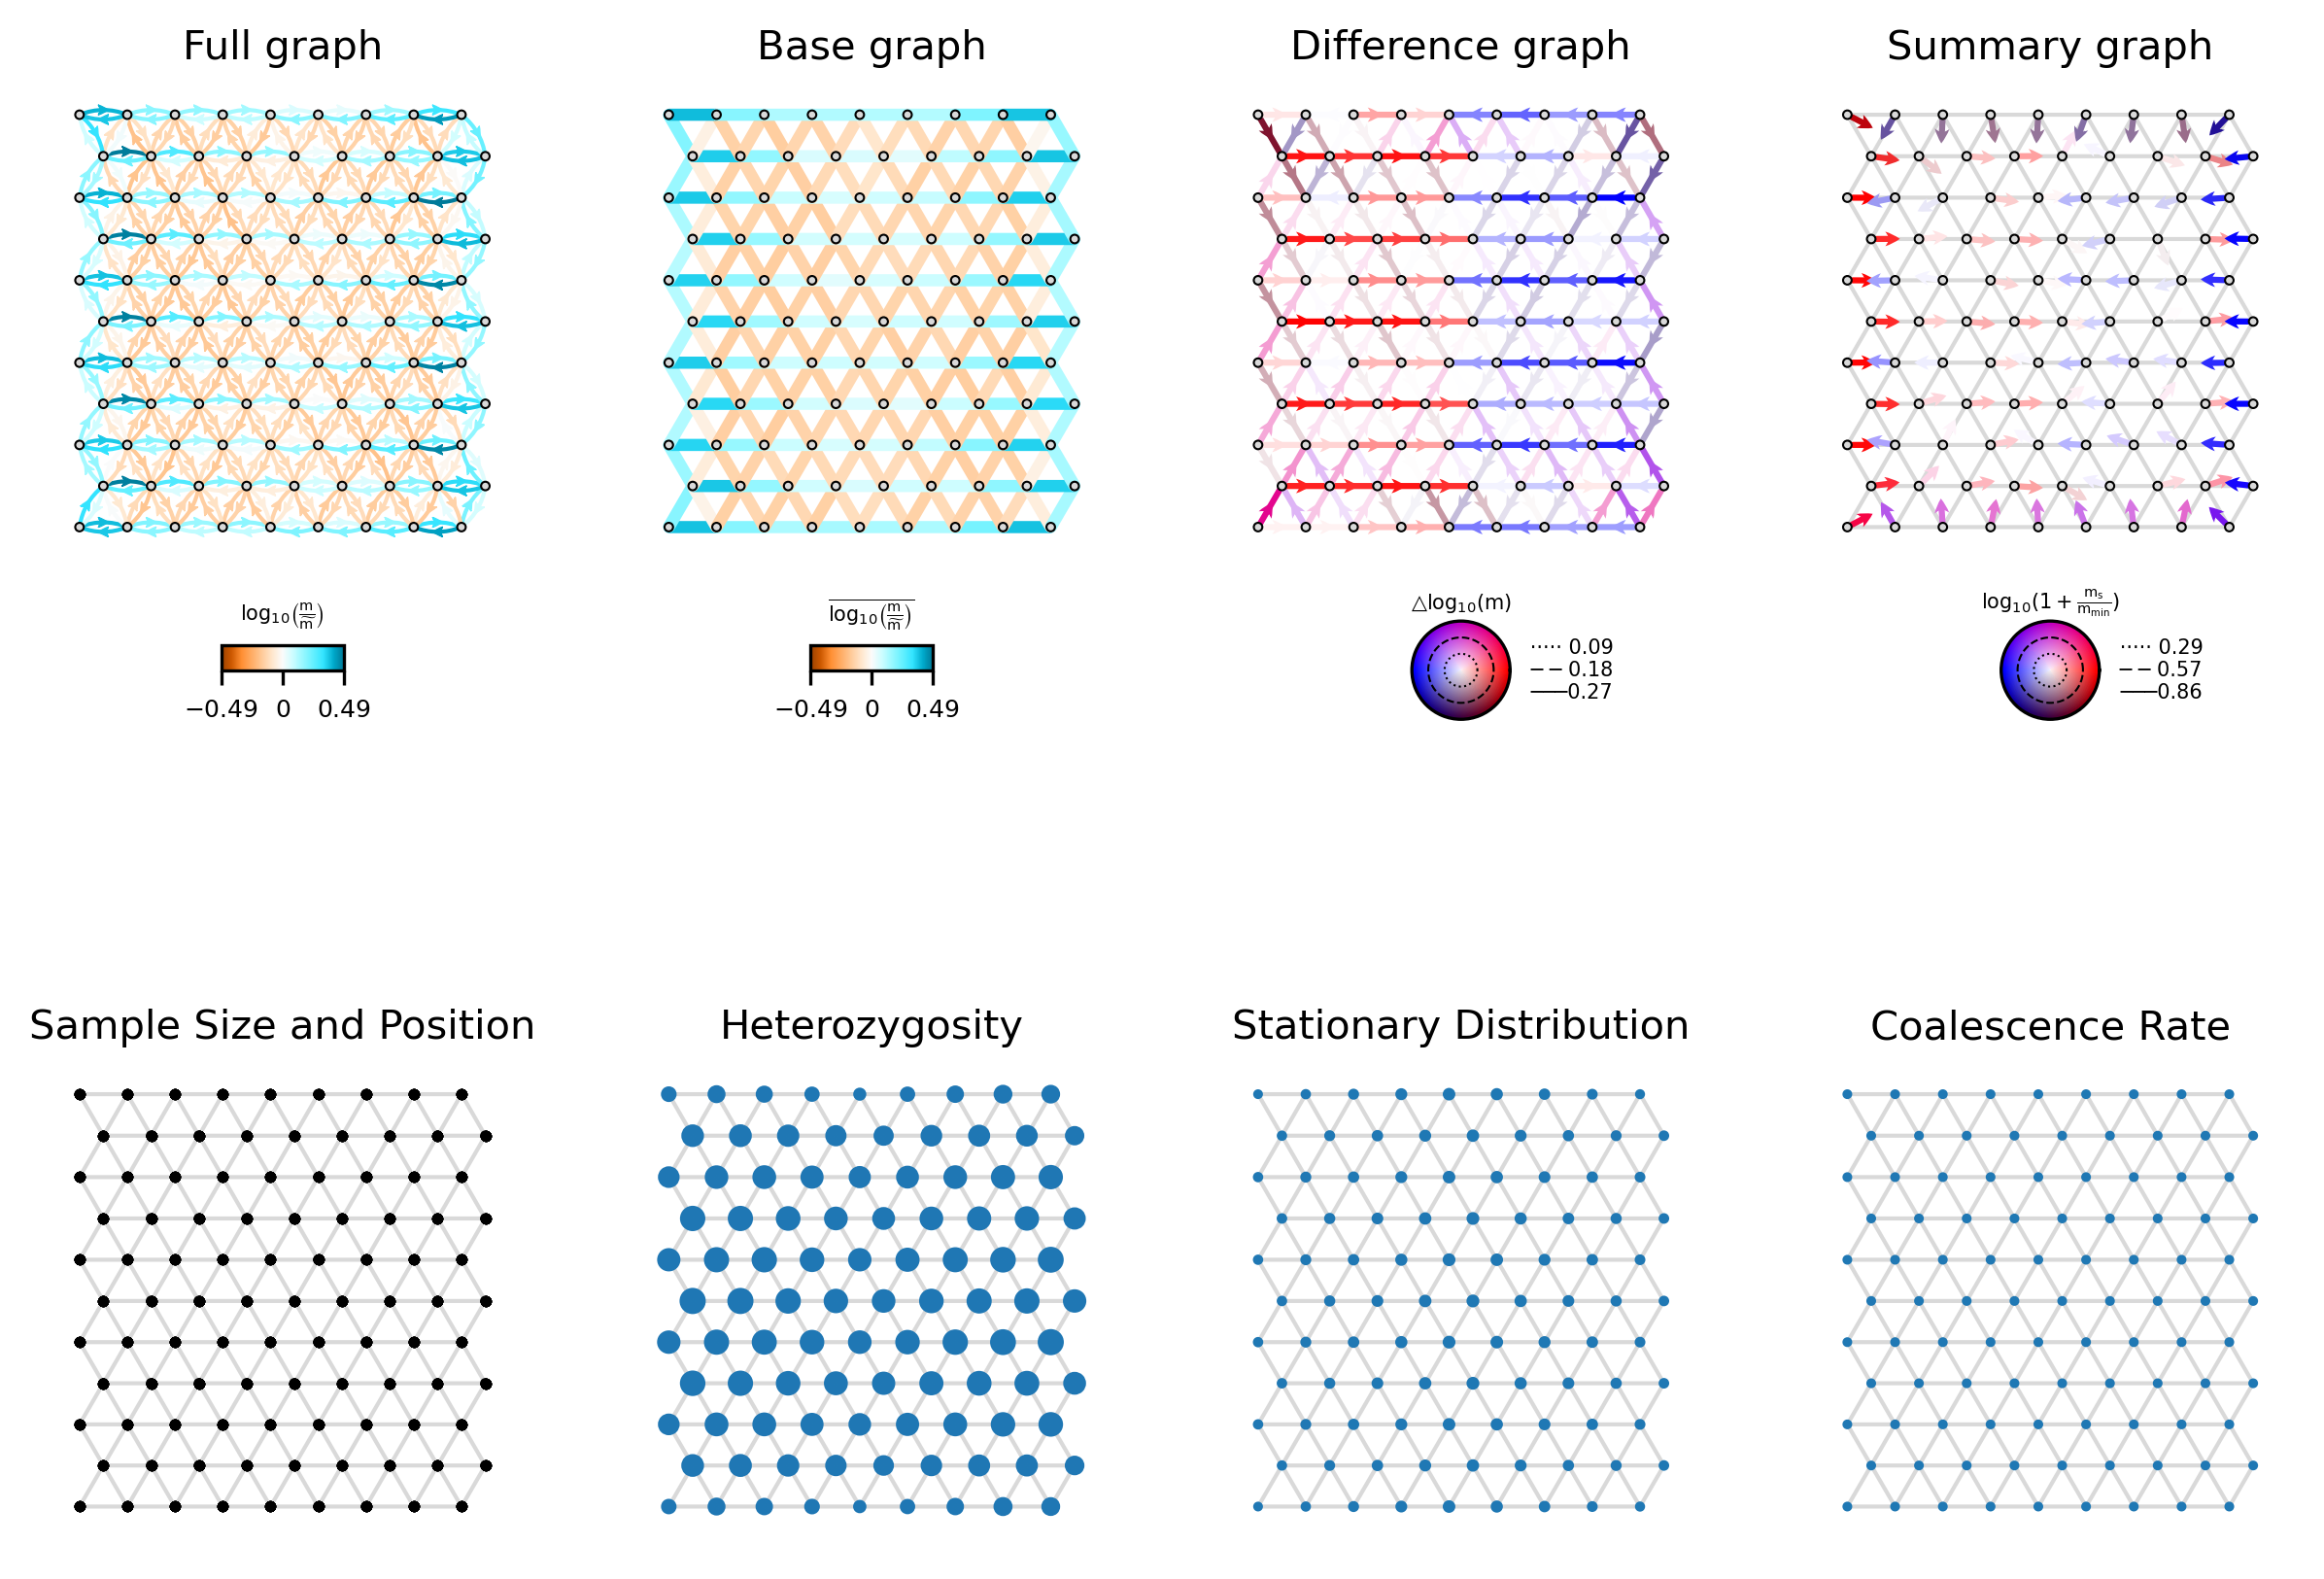 Full graph
Base graph
Difference graph
Summary graph
log₁₀(m/m̃)
−0.49 0 0.49
log₁₀(m/m̃)
−0.49 0 0.49
△log₁₀(m)
0.09
0.18
0.27
log₁₀(1 + mₛ/m_min)
0.29
0.57
0.86
Sample Size and Position
Heterozygosity
Stationary Distribution
Coalescence Rate